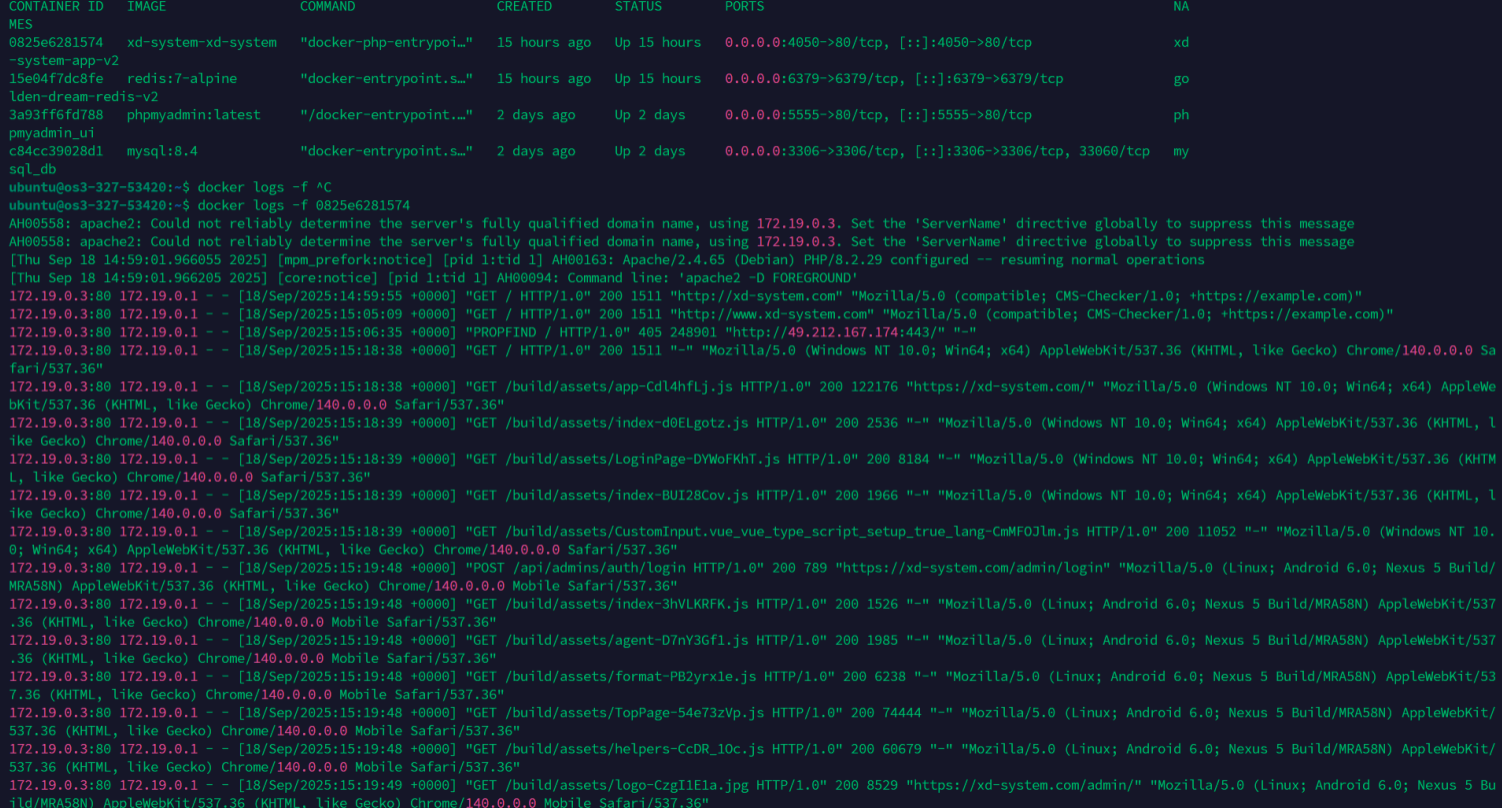 CONTAINER ID   IMAGE                 COMMAND                  CREATED        STATUS        PORTS                                                    NA
MES
0825e6281574   xd-system-xd-system   "docker-php-entrypoi…"   15 hours ago   Up 15 hours   0.0.0.0:4050->80/tcp, [::]:4050->80/tcp                  xd
-system-app-v2
15e04f7dc8fe   redis:7-alpine        "docker-entrypoint.s…"   15 hours ago   Up 15 hours   0.0.0.0:6379->6379/tcp, [::]:6379->6379/tcp              go
lden-dream-redis-v2
3a93ff6fd788   phpmyadmin:latest     "/docker-entrypoint.…"   2 days ago     Up 2 days     0.0.0.0:5555->80/tcp, [::]:5555->80/tcp                  ph
pmyadmin_ui
c84cc39028d1   mysql:8.4             "docker-entrypoint.s…"   2 days ago     Up 2 days     0.0.0.0:3306->3306/tcp, [::]:3306->3306/tcp, 33060/tcp   my
sql_db
ubuntu@os3-327-53420:~$ docker logs -f ^C
ubuntu@os3-327-53420:~$ docker logs -f 0825e6281574
AH00558: apache2: Could not reliably determine the server's fully qualified domain name, using 172.19.0.3. Set the 'ServerName' directive globally to suppress this message
AH00558: apache2: Could not reliably determine the server's fully qualified domain name, using 172.19.0.3. Set the 'ServerName' directive globally to suppress this message
[Thu Sep 18 14:59:01.966055 2025] [mpm_prefork:notice] [pid 1:tid 1] AH00163: Apache/2.4.65 (Debian) PHP/8.2.29 configured -- resuming normal operations
[Thu Sep 18 14:59:01.966205 2025] [core:notice] [pid 1:tid 1] AH00094: Command line: 'apache2 -D FOREGROUND'
172.19.0.3:80 172.19.0.1 - - [18/Sep/2025:14:59:55 +0000] "GET / HTTP/1.0" 200 1511 "http://xd-system.com" "Mozilla/5.0 (compatible; CMS-Checker/1.0; +https://example.com)"
172.19.0.3:80 172.19.0.1 - - [18/Sep/2025:15:05:09 +0000] "GET / HTTP/1.0" 200 1511 "http://www.xd-system.com" "Mozilla/5.0 (compatible; CMS-Checker/1.0; +https://example.com)"
172.19.0.3:80 172.19.0.1 - - [18/Sep/2025:15:06:35 +0000] "PROPFIND / HTTP/1.0" 405 248901 "http://49.212.167.174:443/" "-"
172.19.0.3:80 172.19.0.1 - - [18/Sep/2025:15:18:38 +0000] "GET / HTTP/1.0" 200 1511 "-" "Mozilla/5.0 (Windows NT 10.0; Win64; x64) AppleWebKit/537.36 (KHTML, like Gecko) Chrome/140.0.0.0 Sa
fari/537.36"
172.19.0.3:80 172.19.0.1 - - [18/Sep/2025:15:18:38 +0000] "GET /build/assets/app-Cdl4hfLj.js HTTP/1.0" 200 122176 "https://xd-system.com/" "Mozilla/5.0 (Windows NT 10.0; Win64; x64) AppleWe
bKit/537.36 (KHTML, like Gecko) Chrome/140.0.0.0 Safari/537.36"
172.19.0.3:80 172.19.0.1 - - [18/Sep/2025:15:18:39 +0000] "GET /build/assets/index-d0ELgotz.js HTTP/1.0" 200 2536 "-" "Mozilla/5.0 (Windows NT 10.0; Win64; x64) AppleWebKit/537.36 (KHTML, l
ike Gecko) Chrome/140.0.0.0 Safari/537.36"
172.19.0.3:80 172.19.0.1 - - [18/Sep/2025:15:18:39 +0000] "GET /build/assets/LoginPage-DYWoFKhT.js HTTP/1.0" 200 8184 "-" "Mozilla/5.0 (Windows NT 10.0; Win64; x64) AppleWebKit/537.36 (KHTM
L, like Gecko) Chrome/140.0.0.0 Safari/537.36"
172.19.0.3:80 172.19.0.1 - - [18/Sep/2025:15:18:39 +0000] "GET /build/assets/index-BUI28Cov.js HTTP/1.0" 200 1966 "-" "Mozilla/5.0 (Windows NT 10.0; Win64; x64) AppleWebKit/537.36 (KHTML, l
ike Gecko) Chrome/140.0.0.0 Safari/537.36"
172.19.0.3:80 172.19.0.1 - - [18/Sep/2025:15:18:39 +0000] "GET /build/assets/CustomInput.vue_vue_type_script_setup_true_lang-CmMFOJlm.js HTTP/1.0" 200 11052 "-" "Mozilla/5.0 (Windows NT 10.
0; Win64; x64) AppleWebKit/537.36 (KHTML, like Gecko) Chrome/140.0.0.0 Safari/537.36"
172.19.0.3:80 172.19.0.1 - - [18/Sep/2025:15:19:48 +0000] "POST /api/admins/auth/login HTTP/1.0" 200 789 "https://xd-system.com/admin/login" "Mozilla/5.0 (Linux; Android 6.0; Nexus 5 Build/
MRA58N) AppleWebKit/537.36 (KHTML, like Gecko) Chrome/140.0.0.0 Mobile Safari/537.36"
172.19.0.3:80 172.19.0.1 - - [18/Sep/2025:15:19:48 +0000] "GET /build/assets/index-3hVLKRFK.js HTTP/1.0" 200 1526 "-" "Mozilla/5.0 (Linux; Android 6.0; Nexus 5 Build/MRA58N) AppleWebKit/537
.36 (KHTML, like Gecko) Chrome/140.0.0.0 Mobile Safari/537.36"
172.19.0.3:80 172.19.0.1 - - [18/Sep/2025:15:19:48 +0000] "GET /build/assets/agent-D7nY3Gf1.js HTTP/1.0" 200 1985 "-" "Mozilla/5.0 (Linux; Android 6.0; Nexus 5 Build/MRA58N) AppleWebKit/537
.36 (KHTML, like Gecko) Chrome/140.0.0.0 Mobile Safari/537.36"
172.19.0.3:80 172.19.0.1 - - [18/Sep/2025:15:19:48 +0000] "GET /build/assets/format-PB2yrx1e.js HTTP/1.0" 200 6238 "-" "Mozilla/5.0 (Linux; Android 6.0; Nexus 5 Build/MRA58N) AppleWebKit/53
7.36 (KHTML, like Gecko) Chrome/140.0.0.0 Mobile Safari/537.36"
172.19.0.3:80 172.19.0.1 - - [18/Sep/2025:15:19:48 +0000] "GET /build/assets/TopPage-54e73zVp.js HTTP/1.0" 200 74444 "-" "Mozilla/5.0 (Linux; Android 6.0; Nexus 5 Build/MRA58N) AppleWebKit/
537.36 (KHTML, like Gecko) Chrome/140.0.0.0 Mobile Safari/537.36"
172.19.0.3:80 172.19.0.1 - - [18/Sep/2025:15:19:48 +0000] "GET /build/assets/helpers-CcDR_1Oc.js HTTP/1.0" 200 60679 "-" "Mozilla/5.0 (Linux; Android 6.0; Nexus 5 Build/MRA58N) AppleWebKit/
537.36 (KHTML, like Gecko) Chrome/140.0.0.0 Mobile Safari/537.36"
172.19.0.3:80 172.19.0.1 - - [18/Sep/2025:15:19:49 +0000] "GET /build/assets/logo-CzgI1E1a.jpg HTTP/1.0" 200 8529 "https://xd-system.com/admin/" "Mozilla/5.0 (Linux; Android 6.0; Nexus 5 Bu
ild/MRA58N) AppleWebKit/537.36 (KHTML, like Gecko) Chrome/140.0.0.0 Mobile Safari/537.36"